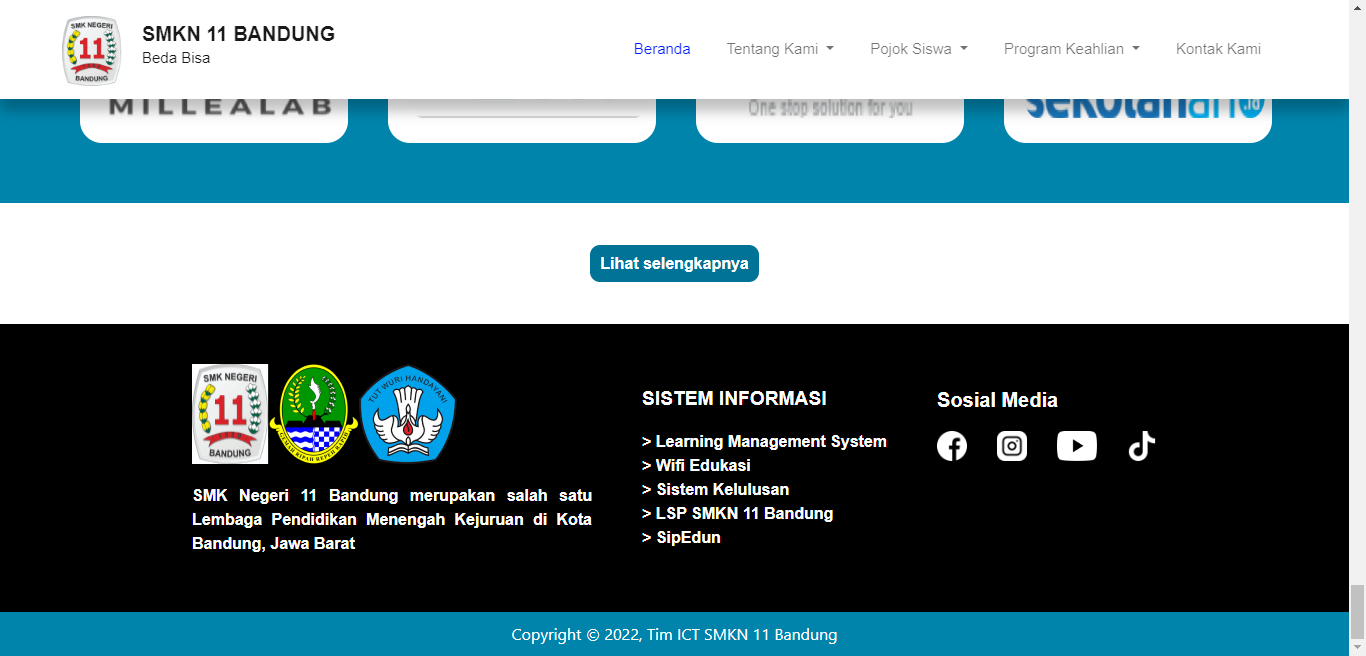 SMK NEGERI
11
BANDUNG
SMKN 11 BANDUNG
Beda Bisa
Beranda
Tentang Kami
Pojok Siswa
Program Keahlian
Kontak Kami
MILLEALAB
One stop solution for you
Lihat selengkapnya
SMK NEGERI
11
BANDUNG
TUT WURI HANDAYANI
SMK Negeri 11 Bandung merupakan salah satu
Lembaga Pendidikan Menengah Kejuruan di Kota
Bandung, Jawa Barat
SISTEM INFORMASI
> Learning Management System
> Wifi Edukasi
> Sistem Kelulusan
> LSP SMKN 11 Bandung
> SipEdun
Sosial Media
Copyright © 2022, Tim ICT SMKN 11 Bandung